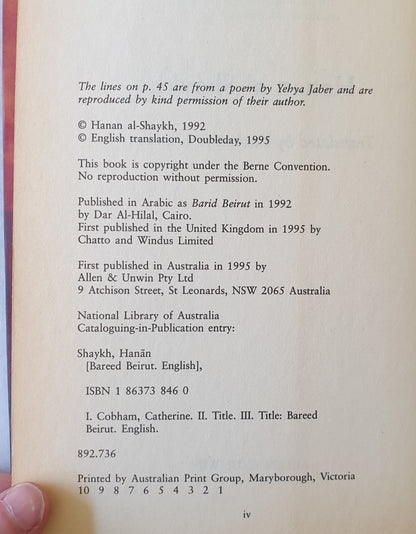 The lines on p. 45 are from a poem by Yehya Jaber and are
reproduced by kind permission of their author.
© Hanan al-Shaykh, 1992
© English translation, Doubleday, 1995
This book is copyright under the Berne Convention.
No reproduction without permission.
Published in Arabic as Barid Beirut in 1992
by Dar Al-Hilal, Cairo.
First published in the United Kingdom in 1995 by
Chatto and Windus Limited
First published in Australia in 1995 by
Allen & Unwin Pty Ltd
9 Atchison Street, St Leonards, NSW 2065 Australia
National Library of Australia
Cataloguing-in-Publication entry:
Shaykh, Hanān
[Bareed Beirut. English],
ISBN 1 86373 846 0
I. Cobham, Catherine. II. Title. III. Title: Bareed
Beirut. English.
892.736
Printed by Australian Print Group, Maryborough, Victoria
10 9 8 7 6 5 4 3 2 1
iv